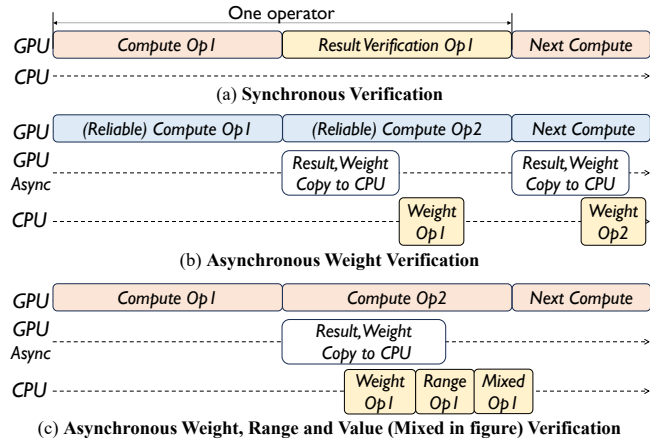 One operator
GPU Compute Op1 Result Verification Op1 Next Compute
CPU
(a) Synchronous Verification
GPU (Reliable) Compute Op1 (Reliable) Compute Op2 Next Compute
GPU Async
Result,Weight Copy to CPU
Result,Weight Copy to CPU
CPU
Weight Op1
Weight Op2
(b) Asynchronous Weight Verification
GPU Compute Op1 Compute Op2 Next Compute
GPU Async
Result,Weight Copy to CPU
CPU
Weight Op1
Range Op1
Mixed Op1
(c) Asynchronous Weight, Range and Value (Mixed in figure) Verification